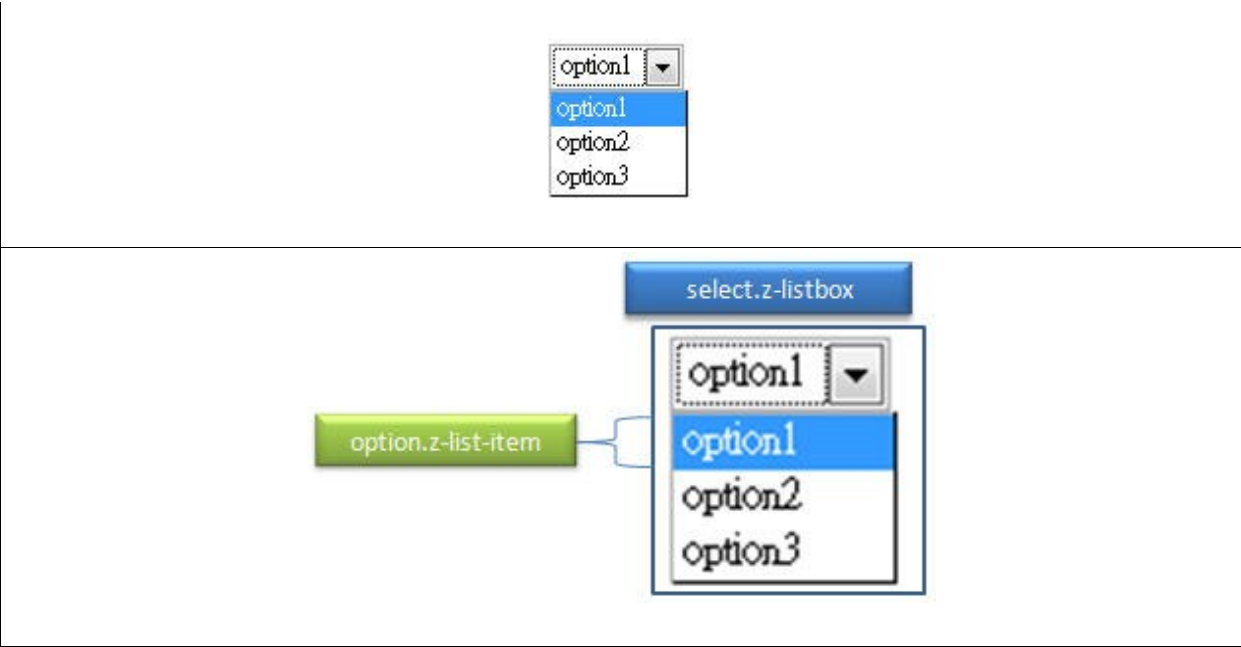 option1
option1
option2
option3
select.z-listbox
option1
option.z-list-item
option1
option2
option3